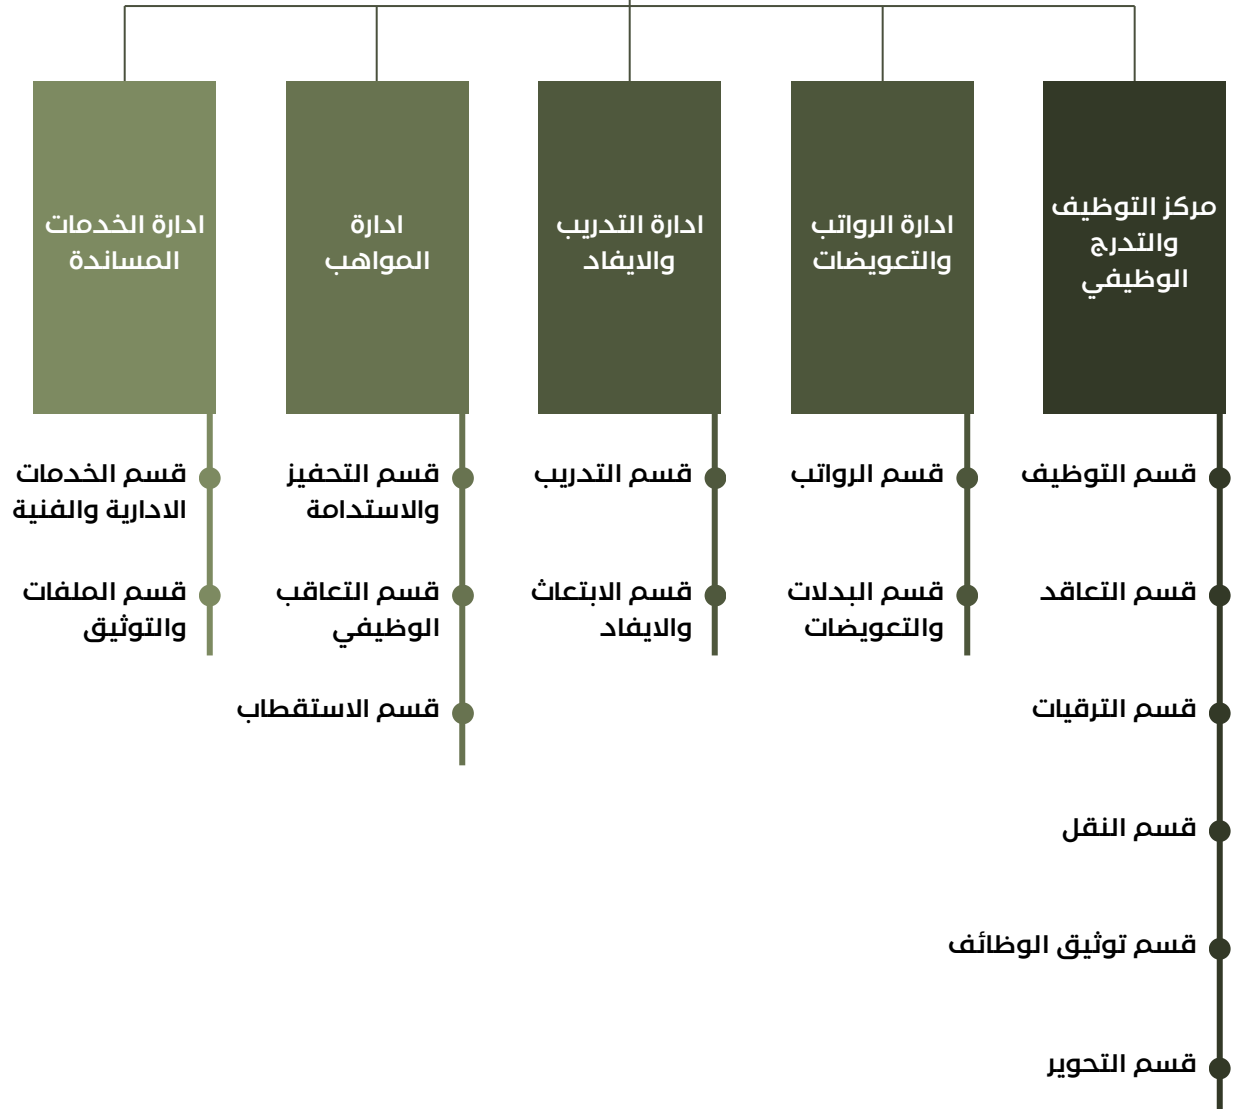 مركز التوظيف
والتدرج
الوظيفي
قسم التوظيف
قسم التعاقد
قسم الترقيات
قسم النقل
قسم توثيق الوظائف
قسم التحوير
ادارة الرواتب
والتعويضات
قسم الرواتب
قسم البدلات
والتعويضات
ادارة التدريب
والايفاد
قسم التدريب
قسم الابتعاث
والايفاد
ادارة
المواهب
قسم التحفيز
والاستدامة
قسم التعاقب
الوظيفي
قسم الاستقطاب
ادارة الخدمات
المساندة
قسم الخدمات
الادارية والفنية
قسم الملفات
والتوثيق